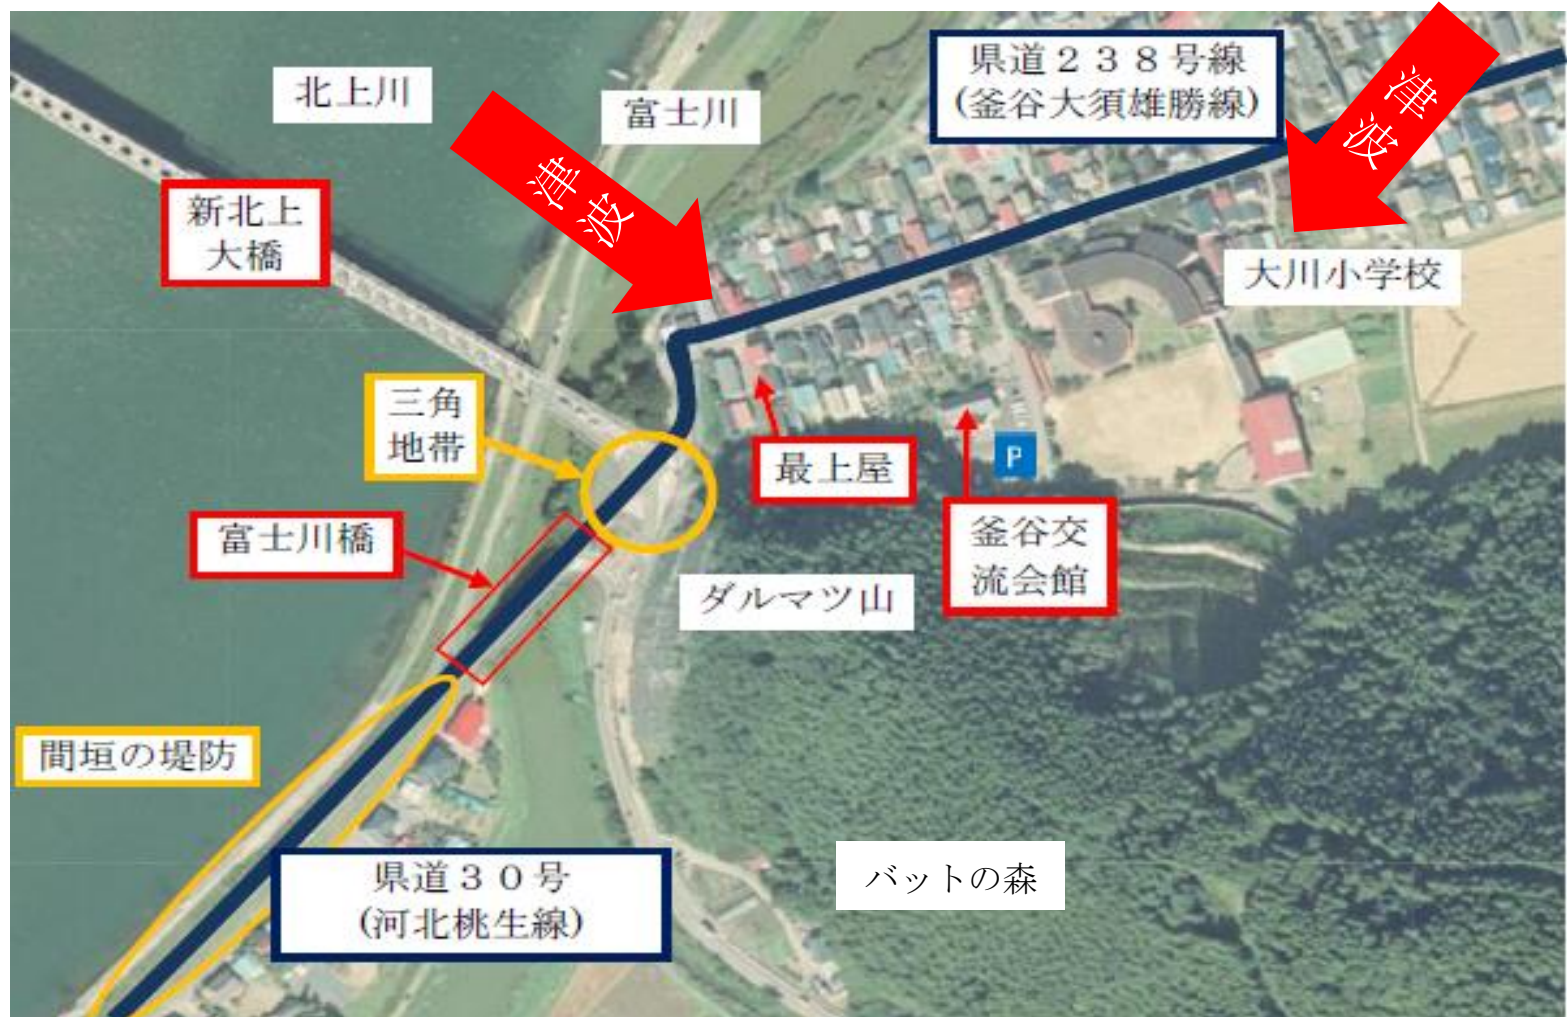 北上川
富士川
県道２３８号線
(釜谷大須雄勝線)
津波
津波
新北上
大橋
大川小学校
三角
地帯
最上屋
P
富士川橋
釜谷交
流会館
ダルマツ山
間垣の堤防
県道３０号
(河北桃生線)
バットの森